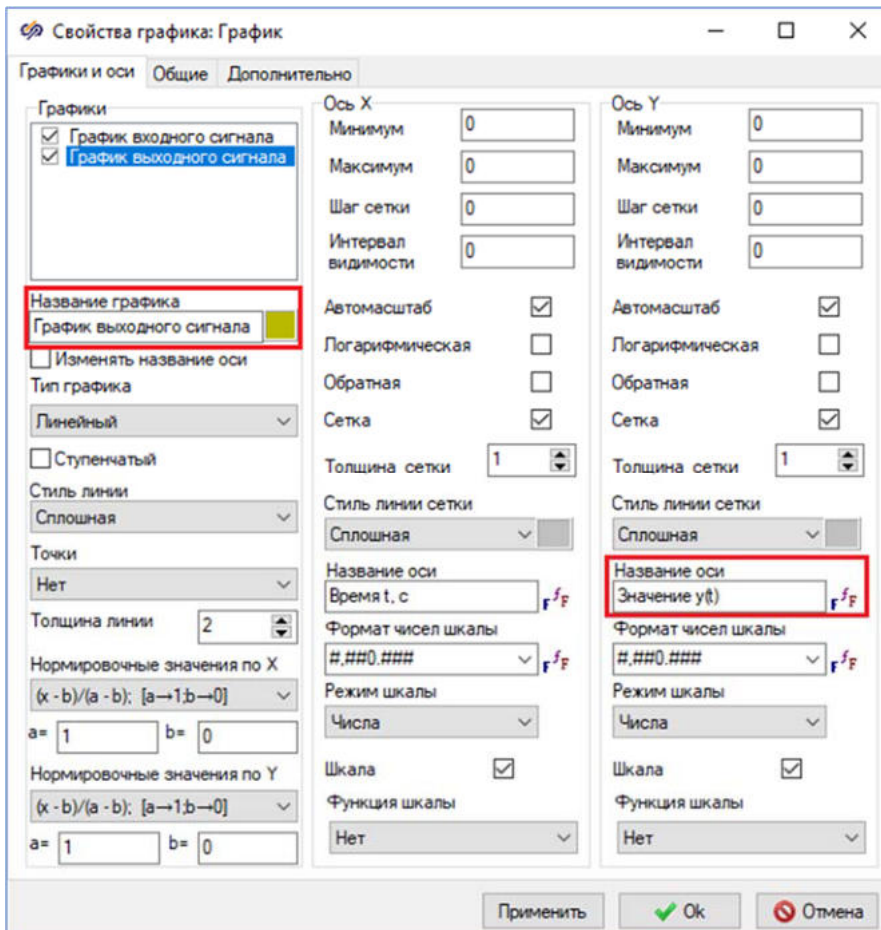 Свойства графика: График
Графики и оси
Общие
Дополнительно
Графики
График входного сигнала
График выходного сигнала
Название графика
График выходного сигнала
Изменять название оси
Тип графика
Линейный
Ступенчатый
Стиль линии
Сплошная
Точки
Нет
Толщина линии
2
Нормировочные значения по X
(x - b)/(a - b); [a→1;b→0]
a= 1
b= 0
Нормировочные значения по Y
(x - b)/(a - b); [a→1;b→0]
a= 1
b= 0
Ось X
Минимум
0
Максимум
0
Шаг сетки
0
Интервал
видимости
0
Автомасштаб
Логарифмическая
Обратная
Сетка
Толщина сетки
1
Стиль линии сетки
Сплошная
Название оси
Время t, с
F f F
Формат чисел шкалы
#,##0.###
F f F
Режим шкалы
Числа
Шкала
Функция шкалы
Нет
Ось Y
Минимум
0
Максимум
0
Шаг сетки
0
Интервал
видимости
0
Автомасштаб
Логарифмическая
Обратная
Сетка
Толщина сетки
1
Стиль линии сетки
Сплошная
Название оси
Значение y(t)
F f F
Формат чисел шкалы
#,##0.###
F f F
Режим шкалы
Числа
Шкала
Функция шкалы
Нет
Применить
Ok
Отмена